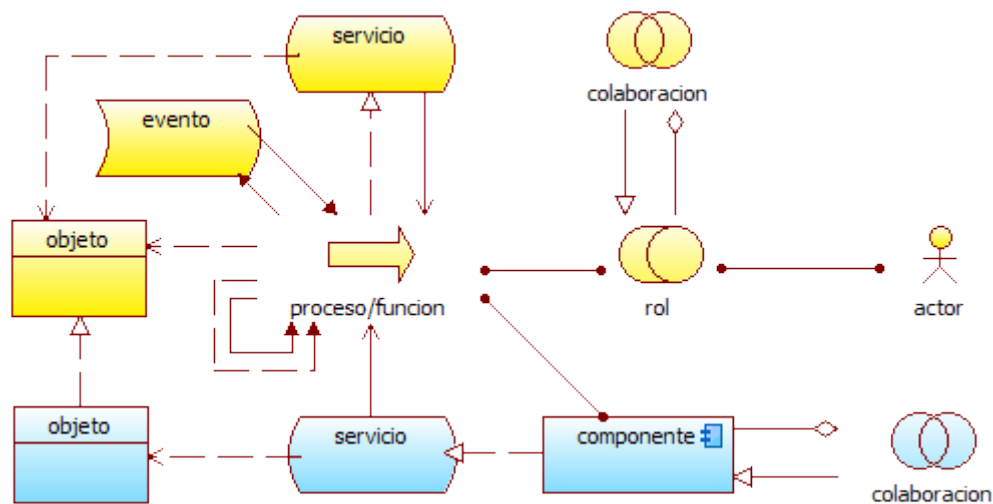 servicio
colaboracion
evento
objeto
proceso/funcion
rol
actor
objeto
servicio
componente
colaboracion